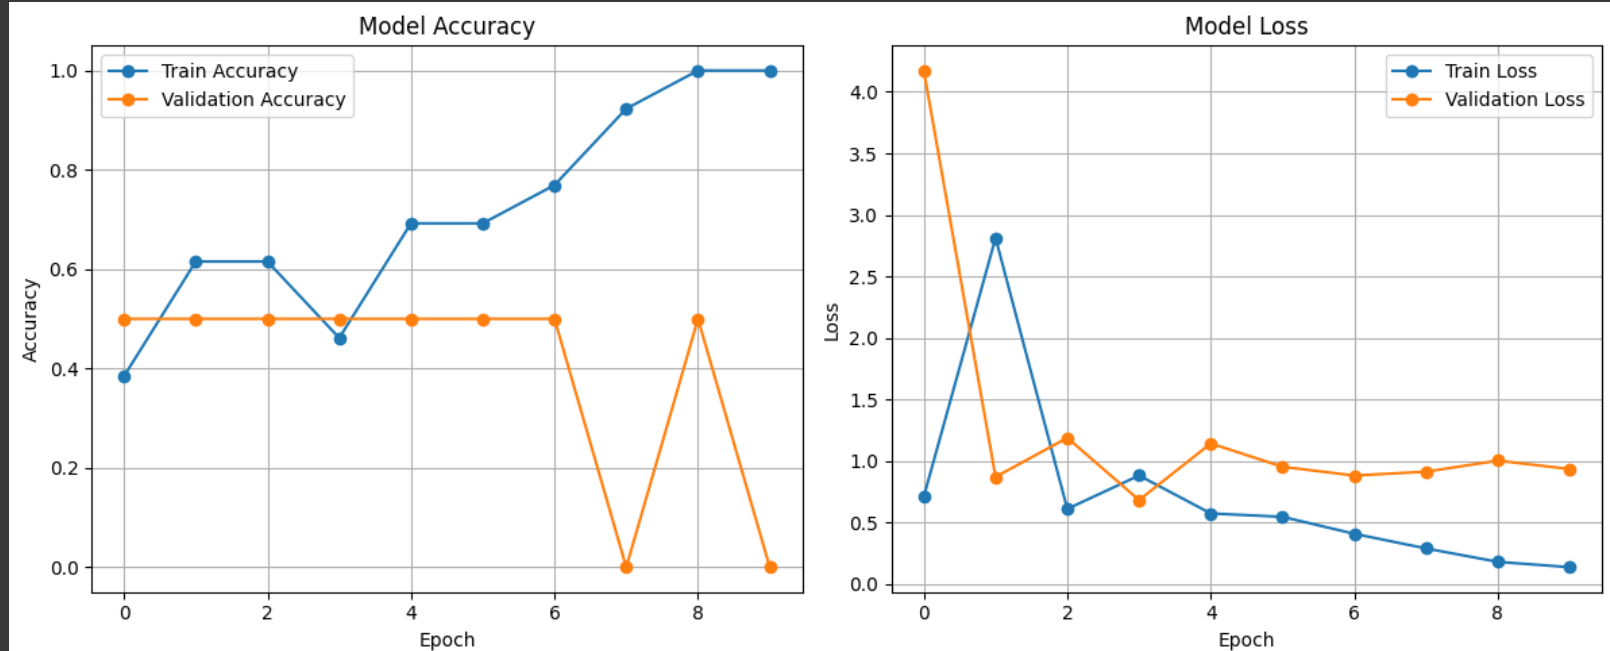 Model Accuracy
Train Accuracy
Validation Accuracy
1.0
0.8
0.6
0.4
0.2
0.0
Accuracy
0 2 4 6 8
Epoch
Model Loss
Train Loss
Validation Loss
4.0
3.5
3.0
2.5
2.0
1.5
1.0
0.5
0.0
Loss
0 2 4 6 8
Epoch